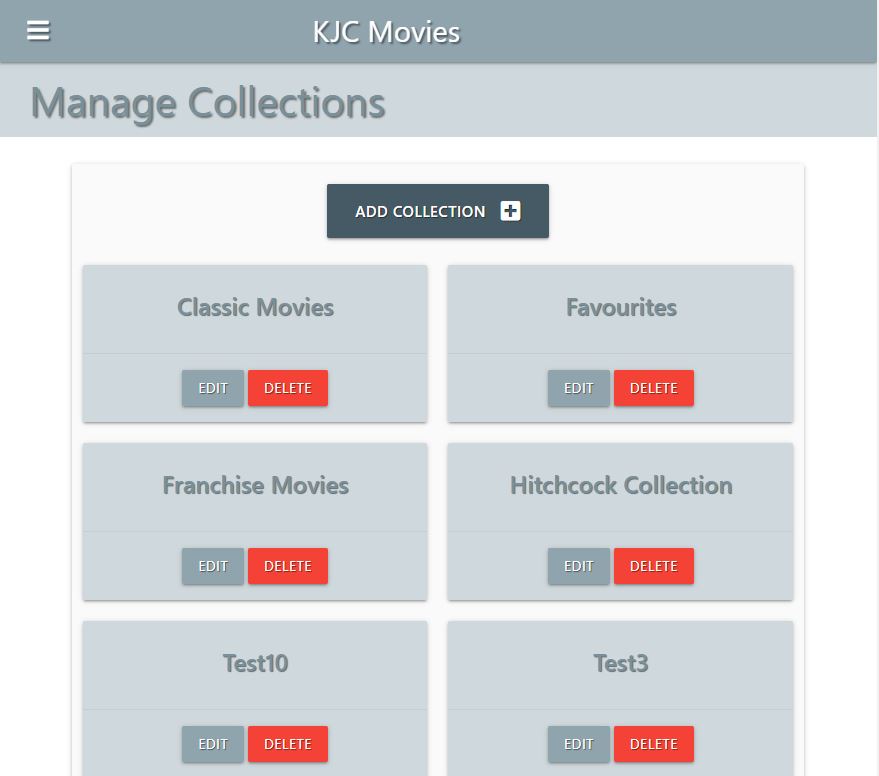 KJC Movies
Manage Collections
ADD COLLECTION
Classic Movies
Favourites
EDIT DELETE
EDIT DELETE
Franchise Movies
Hitchcock Collection
EDIT DELETE
EDIT DELETE
Test10
Test3
EDIT DELETE
EDIT DELETE